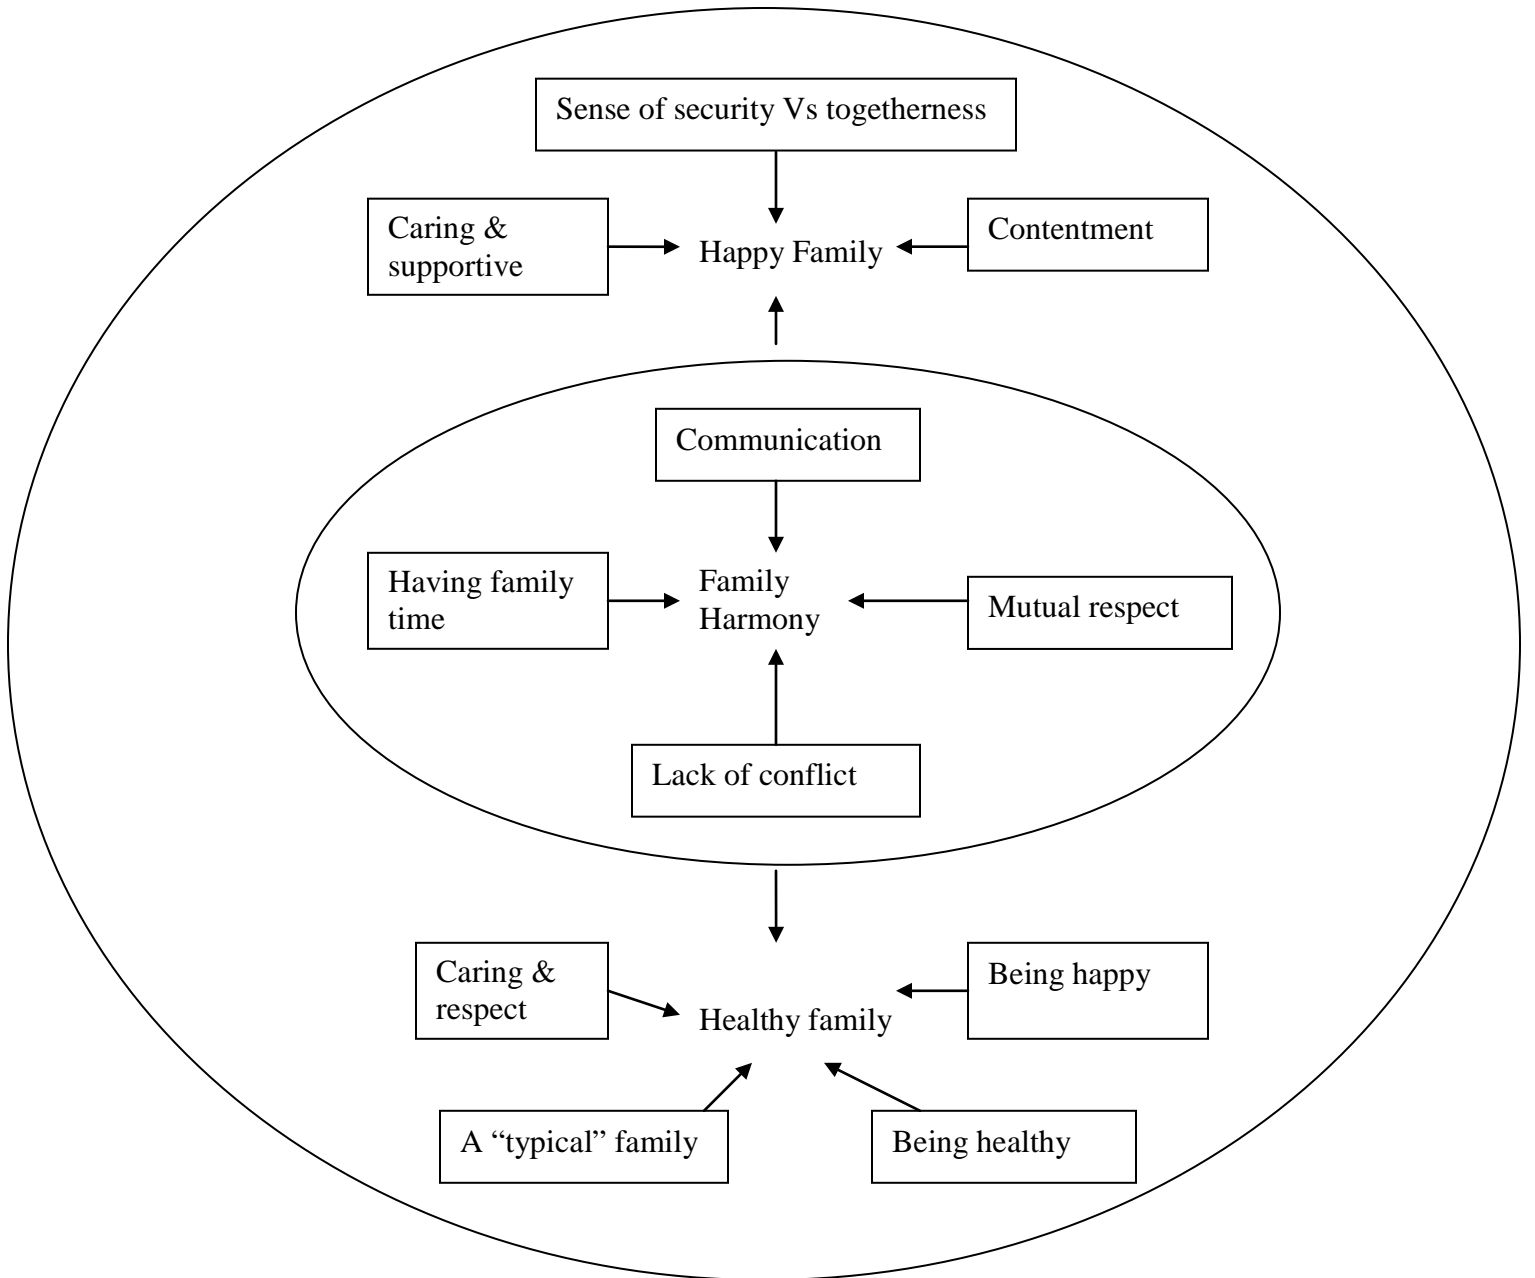 Sense of security Vs togetherness
Caring &
supportive
Happy Family
Contentment
Communication
Having family
time
Family
Harmony
Mutual respect
Lack of conflict
Caring &
respect
Healthy family
Being happy
A “typical” family
Being healthy